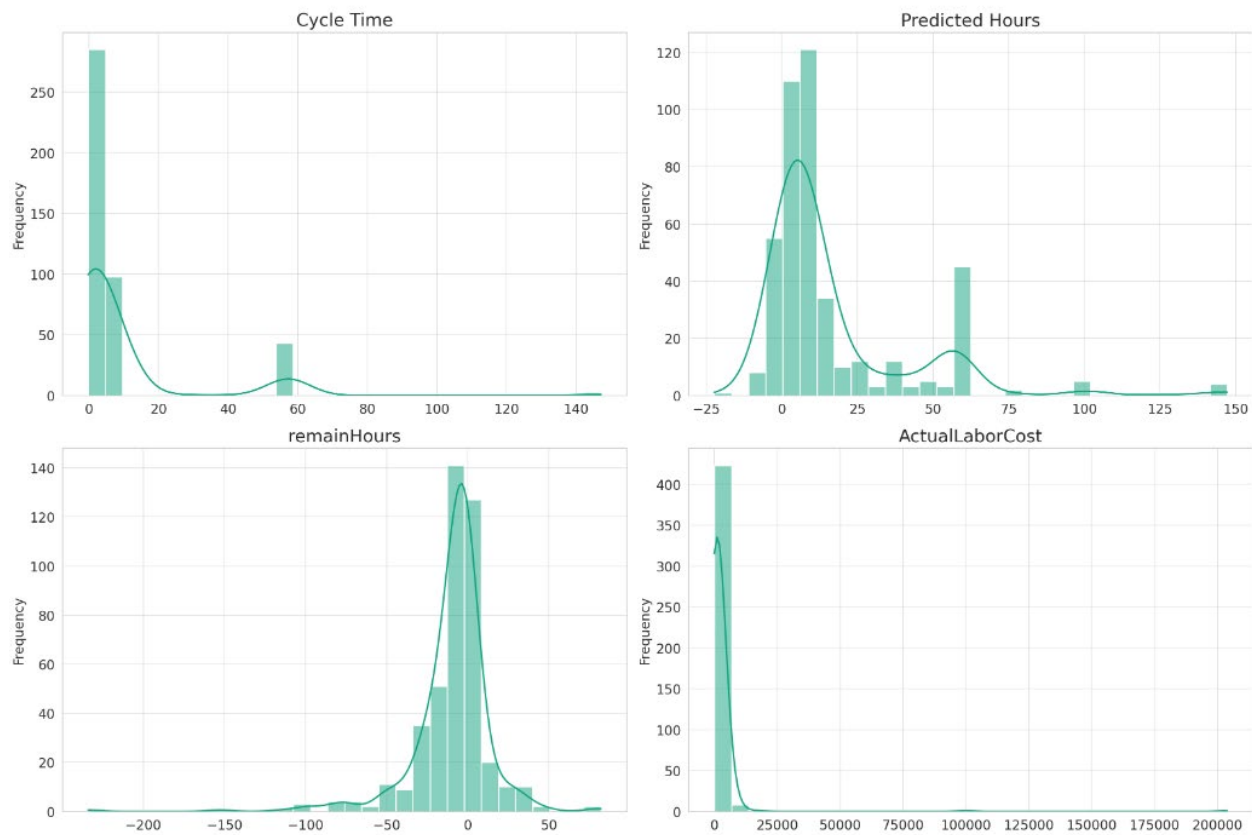 Cycle Time
Frequency
250
200
150
100
50
0
0 20 40 60 80 100 120 140
Predicted Hours
Frequency
120
100
80
60
40
20
0
−25 0 25 50 75 100 125 150
remainHours
Frequency
140
120
100
80
60
40
20
0
−200 −150 −100 −50 0 50
ActualLaborCost
Frequency
400
350
300
250
200
150
100
50
0
0 25000 50000 75000 100000 125000 150000 175000 200000